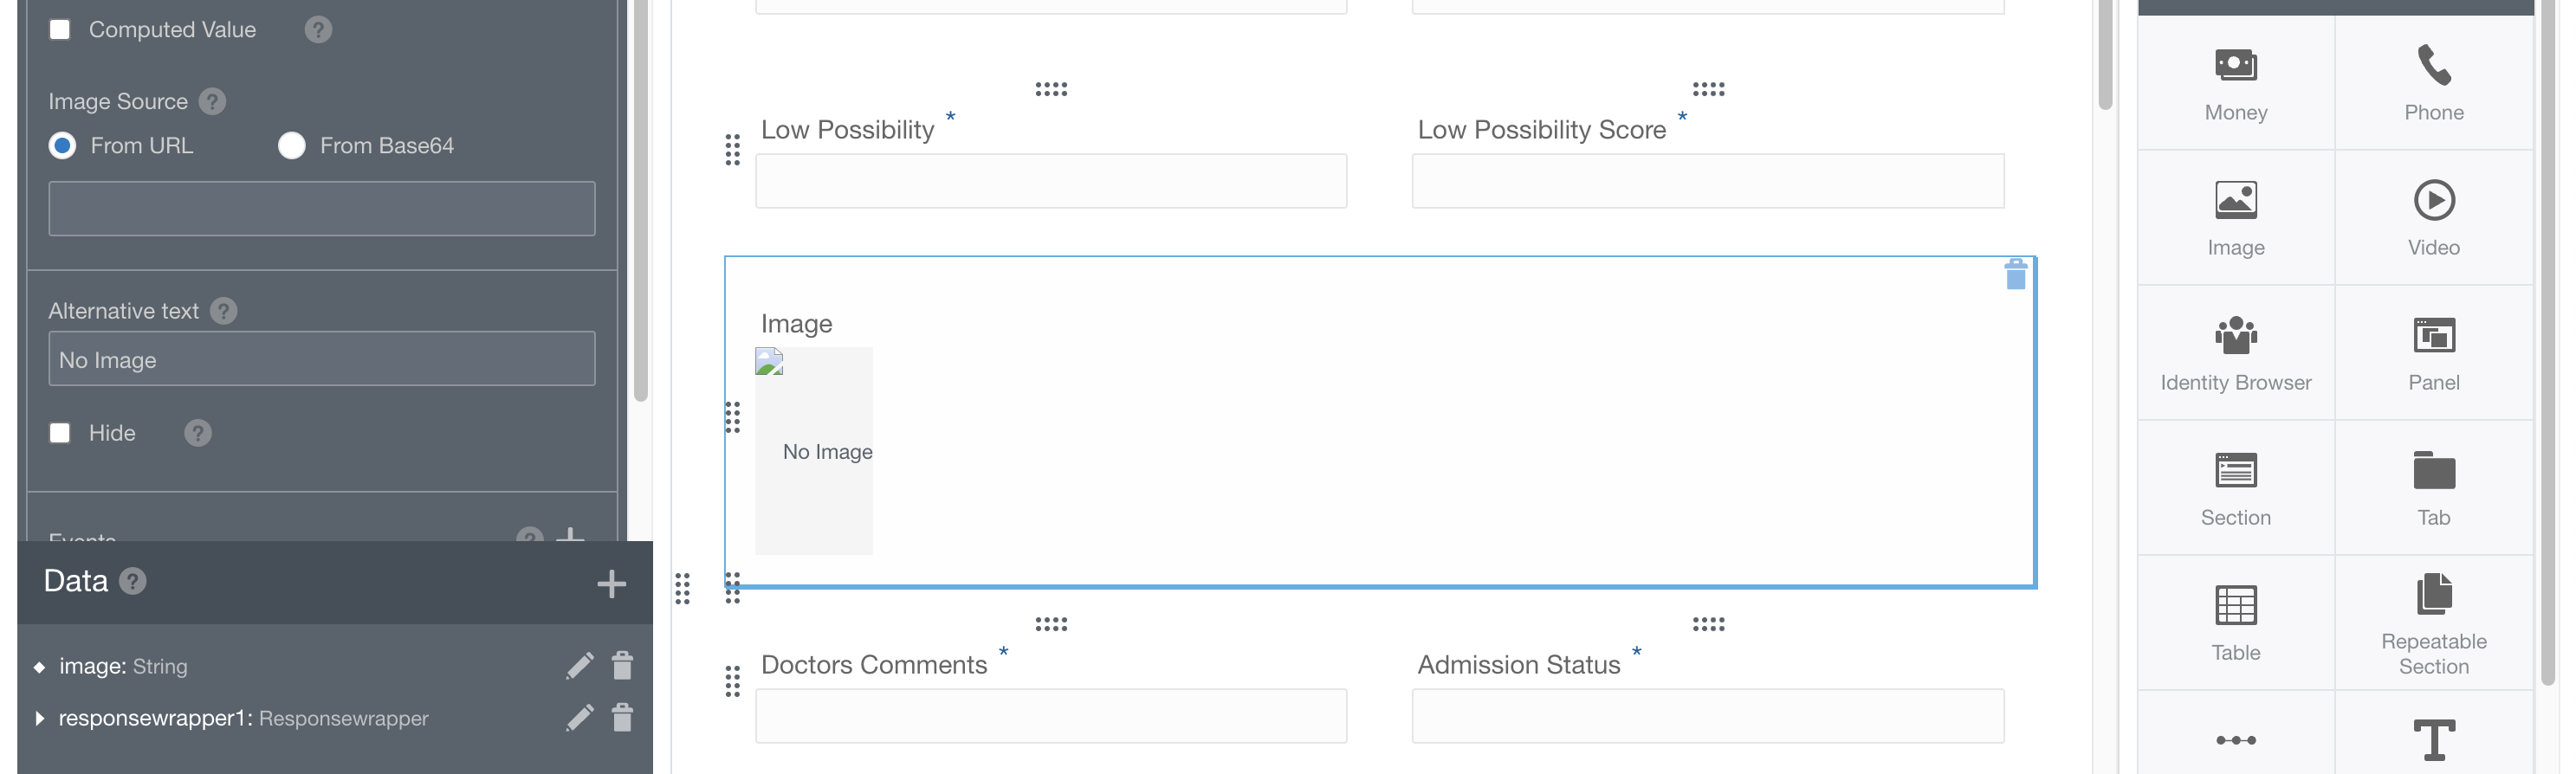 Computed Value ?
Image Source ?
From URL From Base64
Alternative text ?
No Image
Hide ?
Events ?
Data ?
image: String
responsewrapper1: Responsewrapper
Low Possibility * Low Possibility Score *
Image
No Image
Doctors Comments * Admission Status *
Money Phone
Image Video
Identity Browser Panel
Section Tab
Table Repeatable
Section